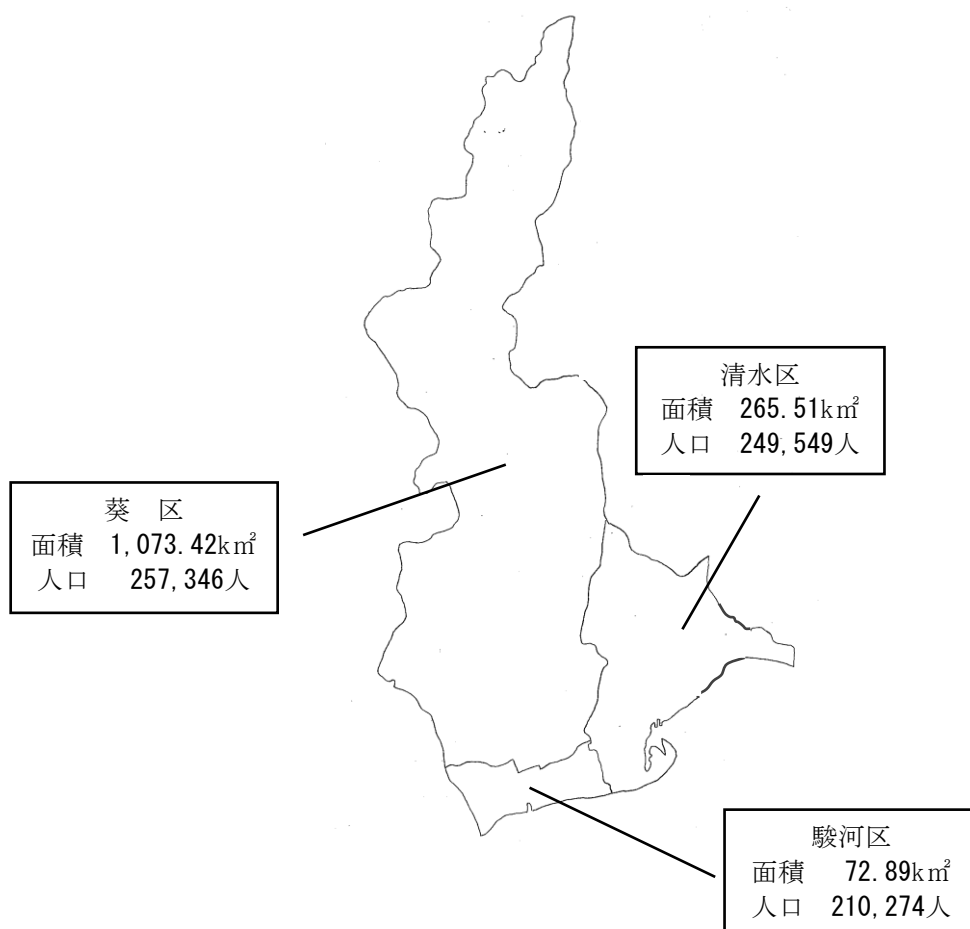 清水区
面積 265.51k㎡
人口 249,549人
葵 区
面積 1,073.42k㎡
人口 257,346人
駿河区
面積 72.89k㎡
人口 210,274人